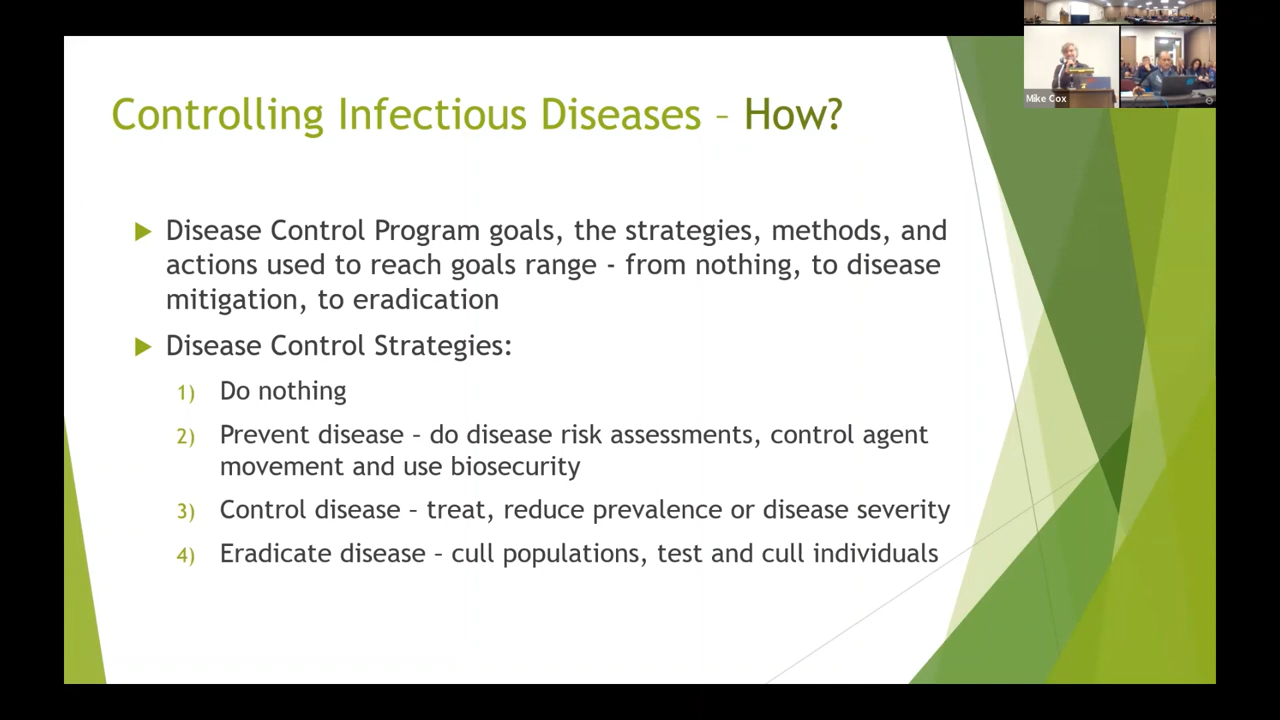 Controlling Infectious Diseases – How?
Disease Control Program goals, the strategies, methods, and
actions used to reach goals range - from nothing, to disease
mitigation, to eradication
Disease Control Strategies:
1) Do nothing
2) Prevent disease – do disease risk assessments, control agent
movement and use biosecurity
3) Control disease – treat, reduce prevalence or disease severity
4) Eradicate disease – cull populations, test and cull individuals
Mike Cox